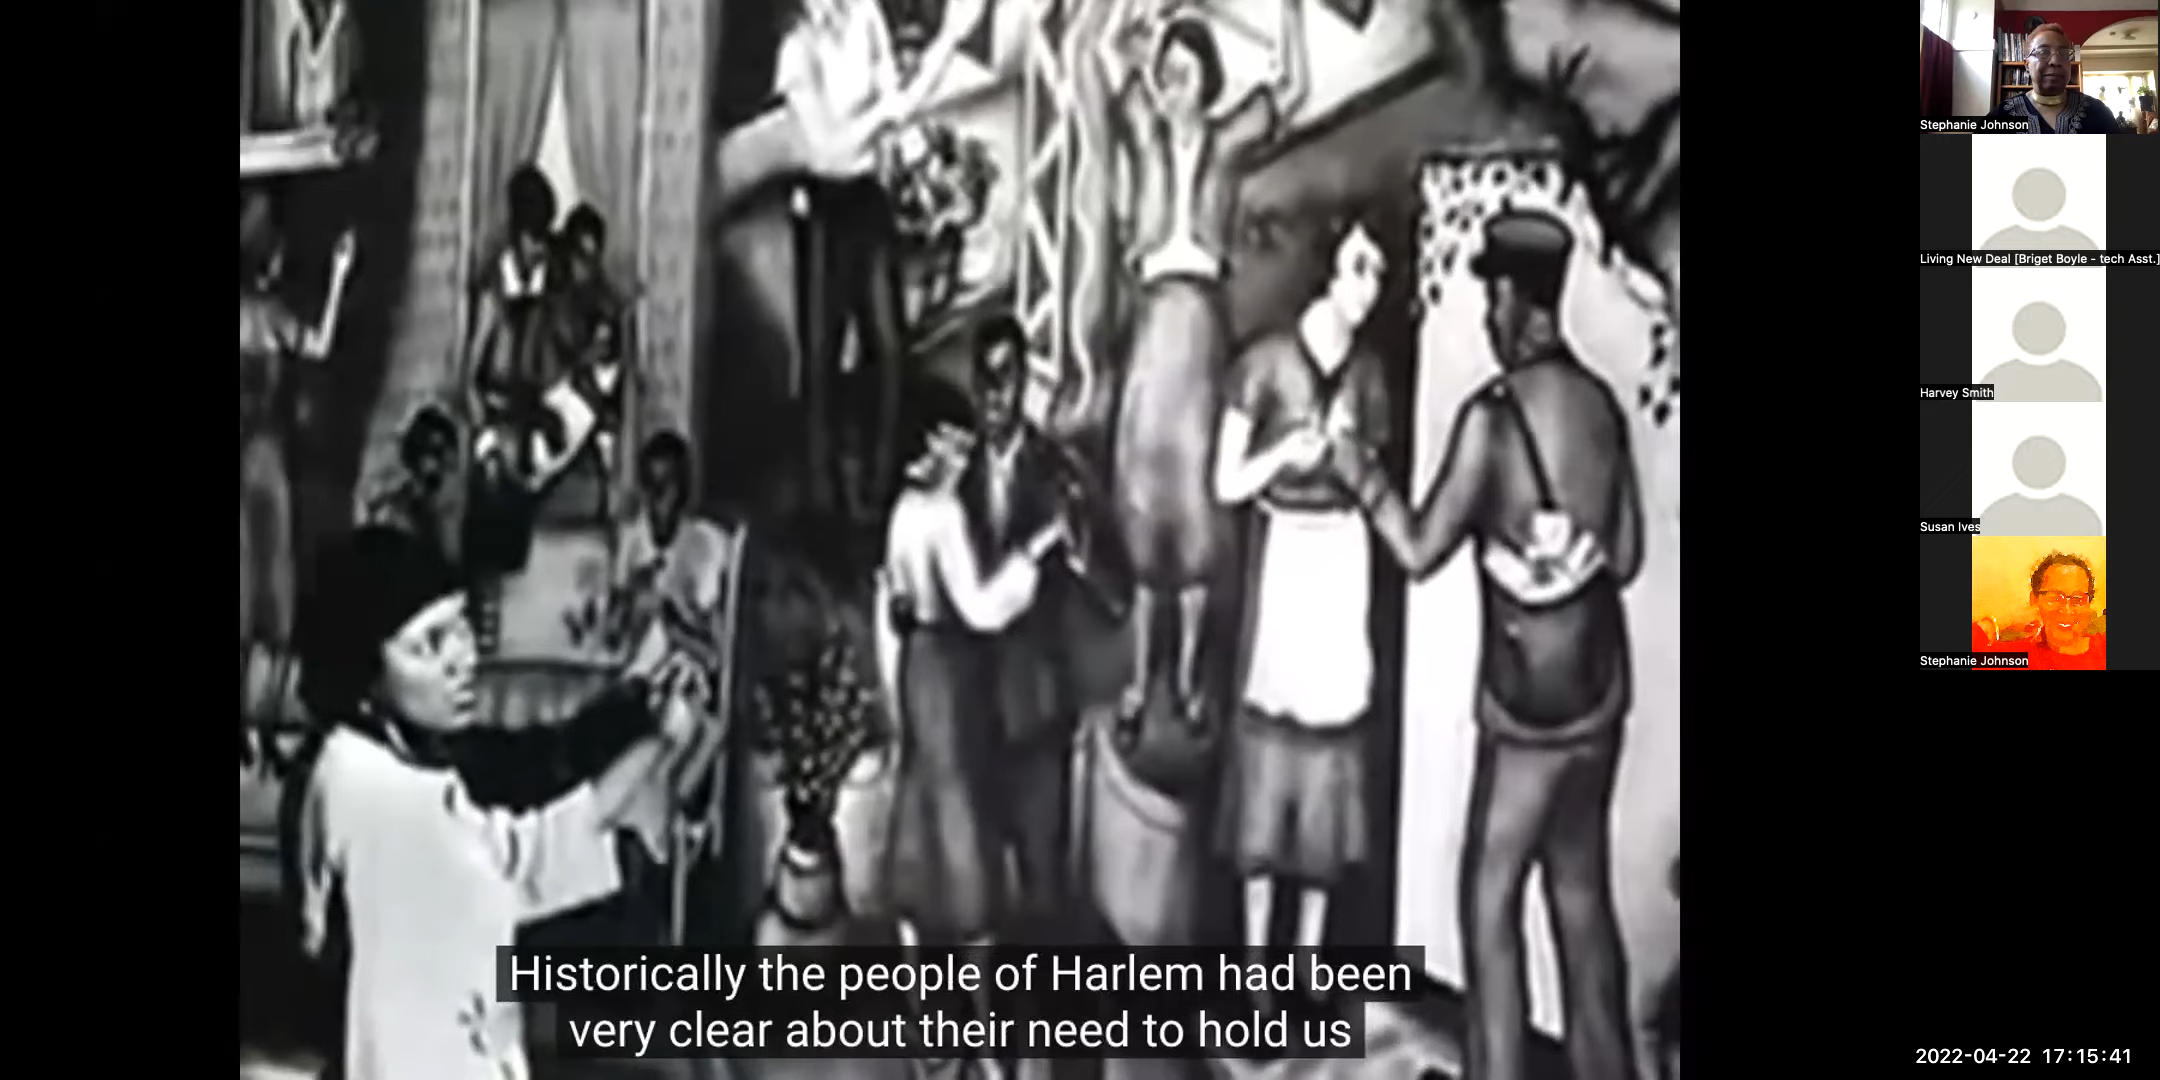 Stephanie Johnson
Living New Deal [Briget Boyle - tech Asst.]
Harvey Smith
Susan Ives
Stephanie Johnson
Historically the people of Harlem had been
very clear about their need to hold us
2022-04-22 17:15:41